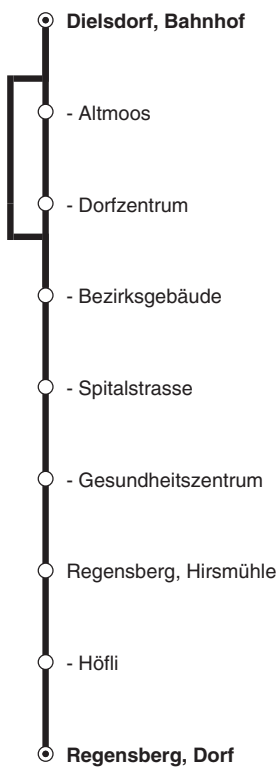 Dielsdorf, Bahnhof
- Altmoos
- Dorfzentrum
- Bezirksgebäude
- Spitalstrasse
- Gesundheitszentrum
Regensberg, Hirsmühle
- Höfli
Regensberg, Dorf